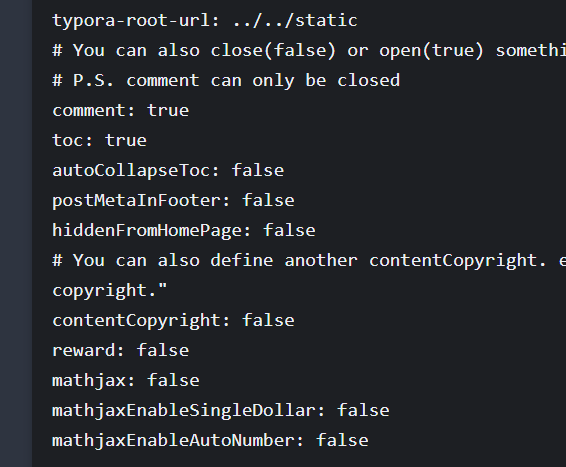 typora-root-url: ../../static
# You can also close(false) or open(true) somethi
# P.S. comment can only be closed
comment: true
toc: true
autoCollapseToc: false
postMetaInFooter: false
hiddenFromHomePage: false
# You can also define another contentCopyright. e
copyright."
contentCopyright: false
reward: false
mathjax: false
mathjaxEnableSingleDollar: false
mathjaxEnableAutoNumber: false